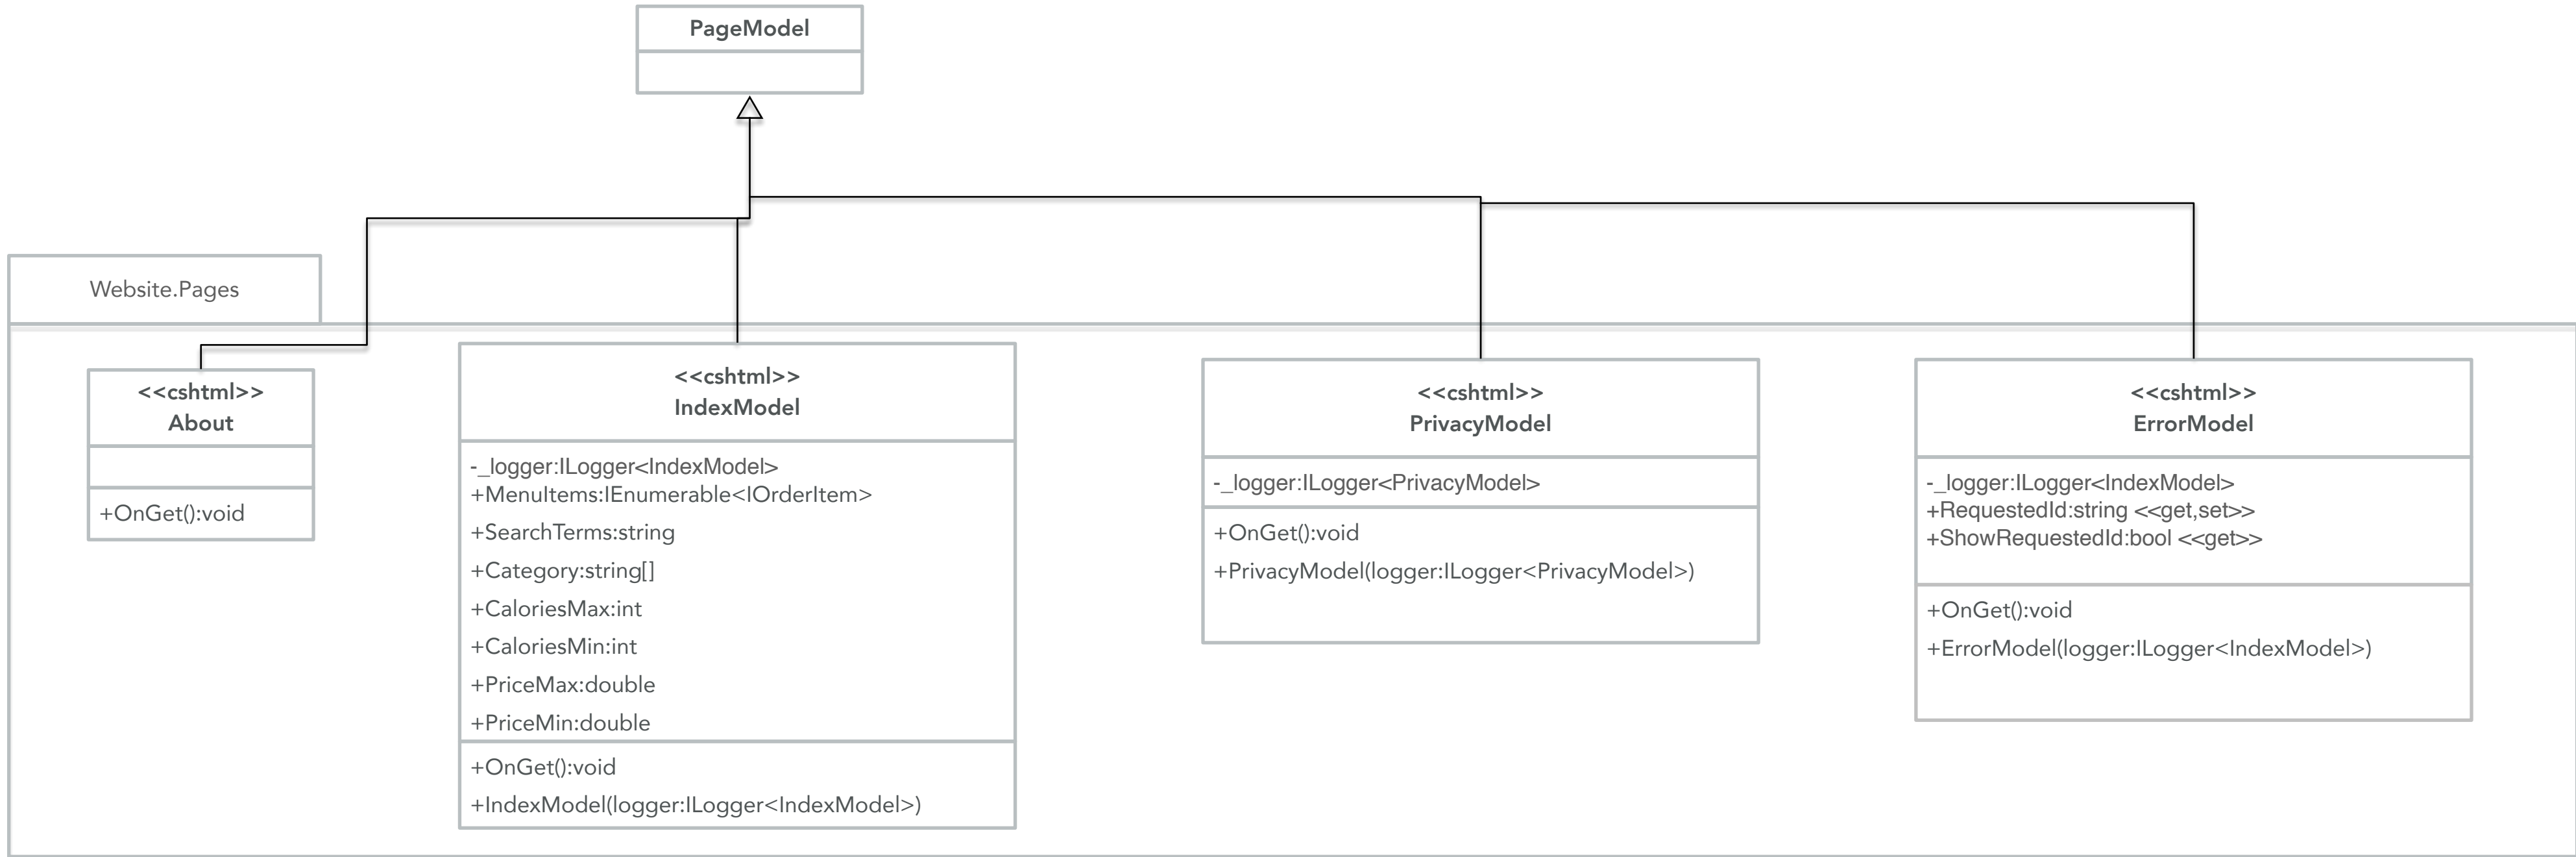 PageModel
Website.Pages
<<cshtml>>
About
+OnGet():void
<<cshtml>>
IndexModel
-_logger:ILogger<IndexModel>
+MenuItems:IEnumerable<IOrderItem>
+SearchTerms:string
+Category:string[]
+CaloriesMax:int
+CaloriesMin:int
+PriceMax:double
+PriceMin:double
+OnGet():void
+IndexModel(logger:ILogger<IndexModel>)
<<cshtml>>
PrivacyModel
-_logger:ILogger<PrivacyModel>
+OnGet():void
+PrivacyModel(logger:ILogger<PrivacyModel>)
<<cshtml>>
ErrorModel
-_logger:ILogger<IndexModel>
+RequestedId:string <<get,set>>
+ShowRequestedId:bool <<get>>
+OnGet():void
+ErrorModel(logger:ILogger<IndexModel>)